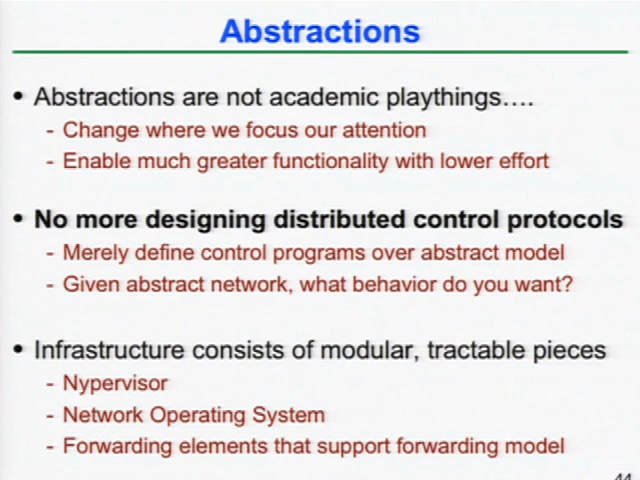 Abstractions
• Abstractions are not academic playthings….
- Change where we focus our attention
- Enable much greater functionality with lower effort
• No more designing distributed control protocols
- Merely define control programs over abstract model
- Given abstract network, what behavior do you want?
• Infrastructure consists of modular, tractable pieces
- Nypervisor
- Network Operating System
- Forwarding elements that support forwarding model
44